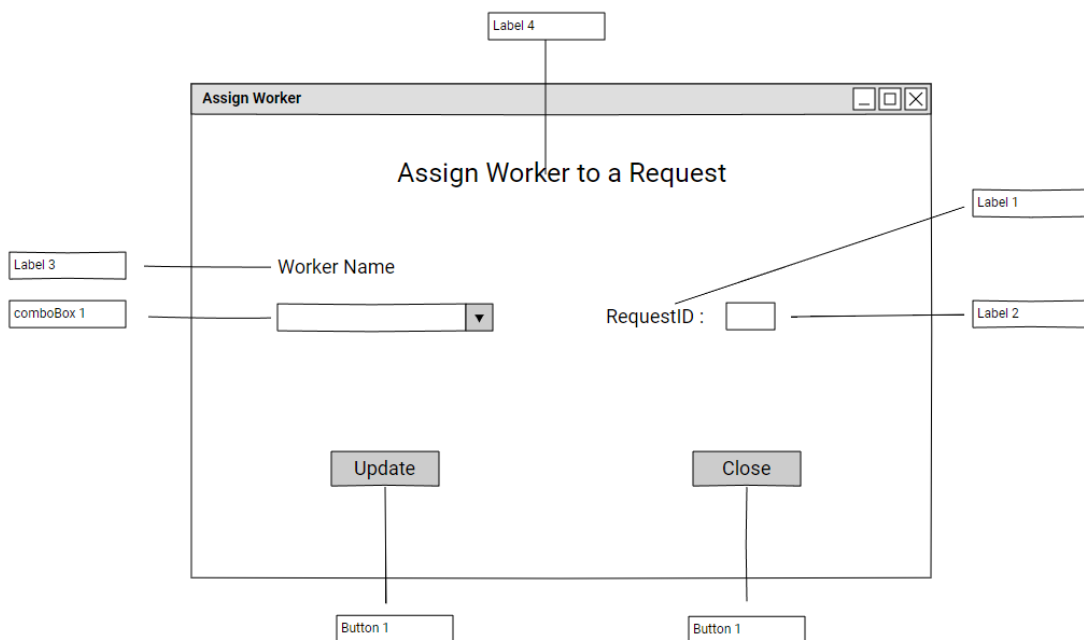 Label 4
Assign Worker
Assign Worker to a Request
Label 1
Label 3
Worker Name
comboBox 1
RequestID :
Label 2
Update
Close
Button 1
Button 1